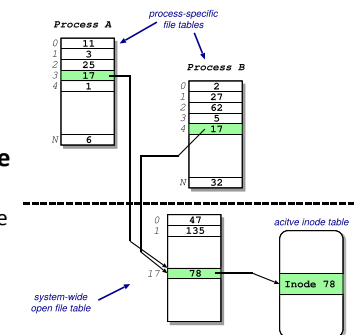 process-specific
file tables
Process A
0 11
1 3
2 25
3 17
4 1
N 6
Process B
0 2
1 27
2 62
3 5
4 17
N 32
e
e
0 47
1 135
17 78
system-wide
open file table
acitve inode table
Inode 78